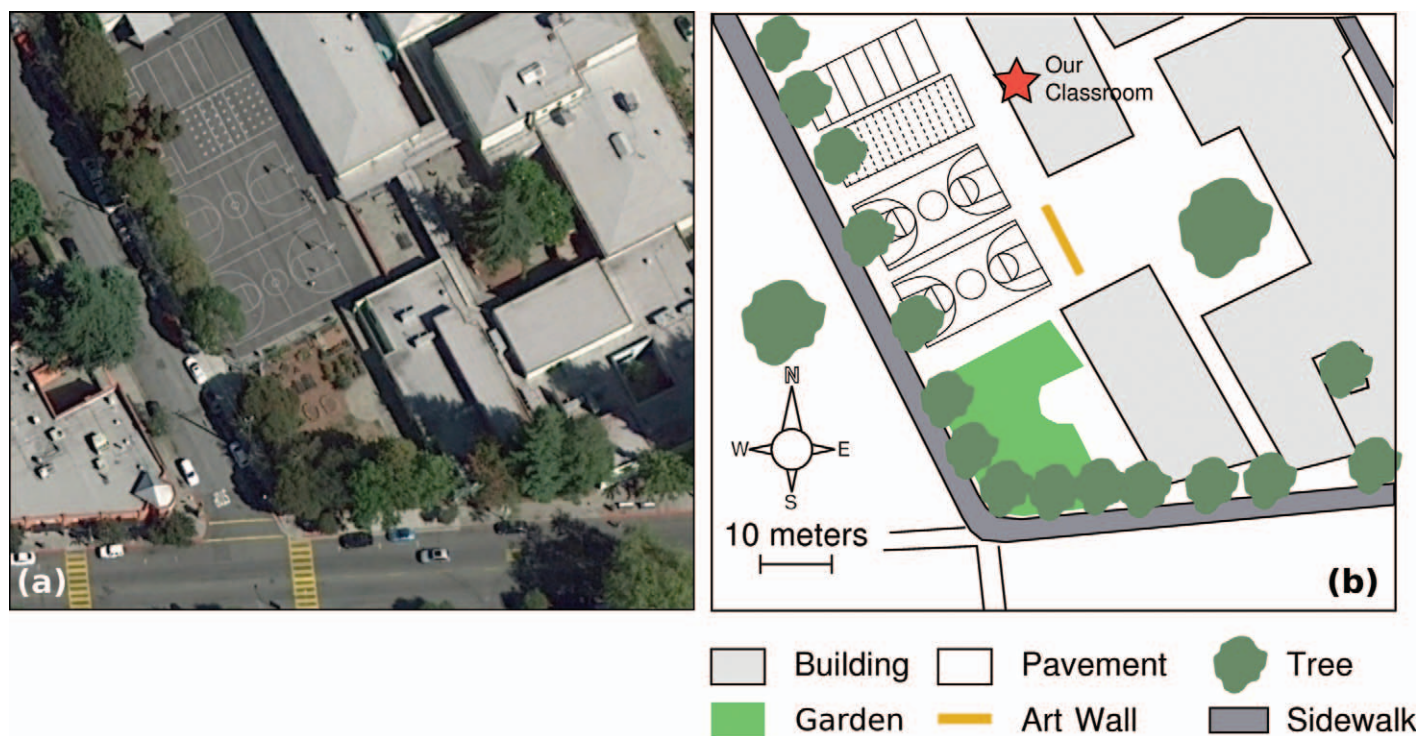 (a)
Our
Classroom
N
W
E
S
10 meters
(b)
Building
Pavement
Tree
Garden
Art Wall
Sidewalk